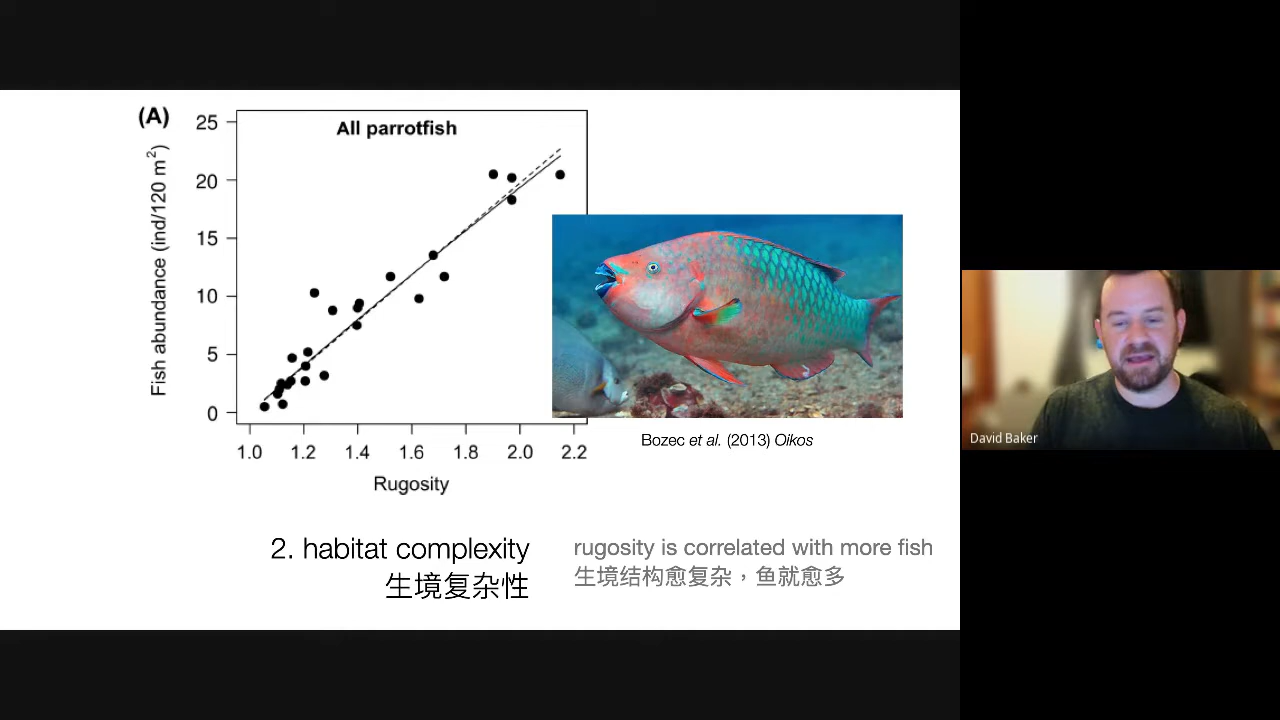 (A)
All parrotfish
Fish abundance (ind/120 m²)
25
20
15
10
5
0
1.0 1.2 1.4 1.6 1.8 2.0 2.2
Rugosity
Bozec et al. (2013) Oikos
David Baker
2. habitat complexity
生境复杂性
rugosity is correlated with more fish
生境结构愈复杂，鱼就愈多